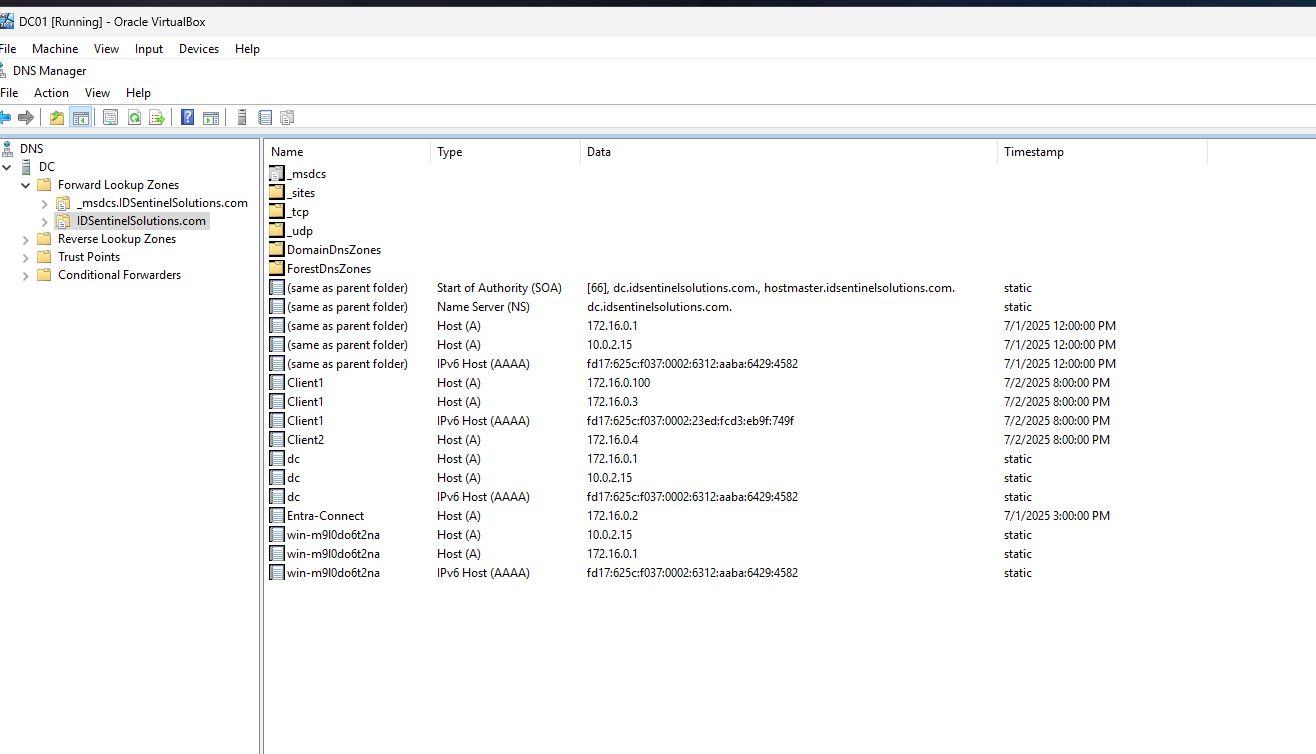 DC01 [Running] - Oracle VirtualBox
File Machine View Input Devices Help
DNS Manager
File Action View Help
DNS
DC
Forward Lookup Zones
_msdcs.IDSentinelSolutions.com
IDSentinelSolutions.com
Reverse Lookup Zones
Trust Points
Conditional Forwarders
Name Type Data Timestamp
_msdcs
_sites
_tcp
_udp
DomainDnsZones
ForestDnsZones
(same as parent folder) Start of Authority (SOA) [66], dc.idsentinelsolutions.com., hostmaster.idsentinelsolutions.com. static
(same as parent folder) Name Server (NS) dc.idsentinelsolutions.com. static
(same as parent folder) Host (A) 172.16.0.1 7/1/2025 12:00:00 PM
(same as parent folder) Host (A) 10.0.2.15 7/1/2025 12:00:00 PM
(same as parent folder) IPv6 Host (AAAA) fd17:625c:f037:0002:6312:aaba:6429:4582 7/1/2025 12:00:00 PM
Client1 Host (A) 172.16.0.100 7/2/2025 8:00:00 PM
Client1 Host (A) 172.16.0.3 7/2/2025 8:00:00 PM
Client1 IPv6 Host (AAAA) fd17:625c:f037:0002:23ed:fcd3:eb9f:749f 7/2/2025 8:00:00 PM
Client2 Host (A) 172.16.0.4 7/2/2025 8:00:00 PM
dc Host (A) 172.16.0.1 static
dc Host (A) 10.0.2.15 static
dc IPv6 Host (AAAA) fd17:625c:f037:0002:6312:aaba:6429:4582 static
Entra-Connect Host (A) 172.16.0.2 7/1/2025 3:00:00 PM
win-m9l0do6t2na Host (A) 10.0.2.15 static
win-m9l0do6t2na Host (A) 172.16.0.1 static
win-m9l0do6t2na IPv6 Host (AAAA) fd17:625c:f037:0002:6312:aaba:6429:4582 static